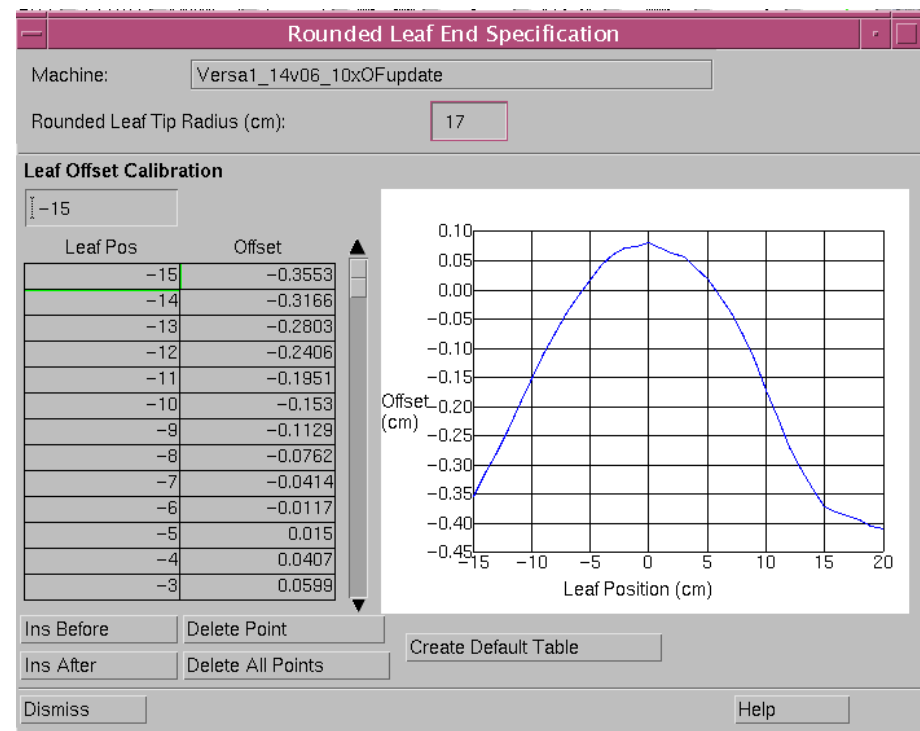 Rounded Leaf End Specification
Machine: Versa1_14v06_10xOFupdate
Rounded Leaf Tip Radius (cm): 17
Leaf Offset Calibration
-15
Leaf Pos Offset
-15 -0.3553
-14 -0.3166
-13 -0.2803
-12 -0.2406
-11 -0.1951
-10 -0.153
-9 -0.1129
-8 -0.0762
-7 -0.0414
-6 -0.0117
-5 0.015
-4 0.0407
-3 0.0599
0.10
0.05
0.00
-0.05
-0.10
-0.15
Offset
-0.20
(cm)
-0.25
-0.30
-0.35
-0.40
-0.45
-15 -10 -5 0 5 10 15 20
Leaf Position (cm)
Ins Before Delete Point
Create Default Table
Ins After Delete All Points
Dismiss Help